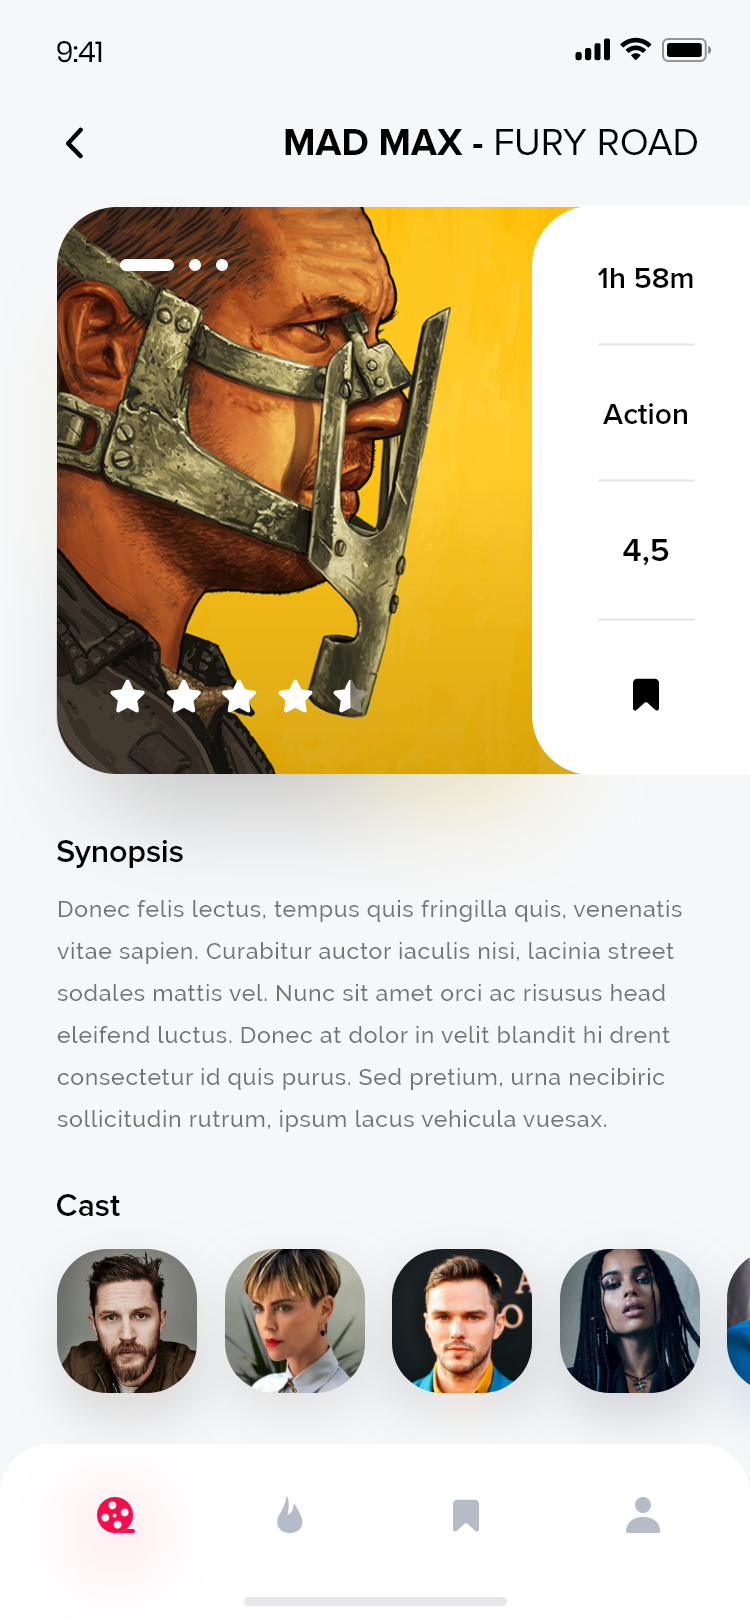 9:41
MAD MAX - FURY ROAD
1h 58m
Action
4,5
Synopsis
Donec felis lectus, tempus quis fringilla quis, venenatis
vitae sapien. Curabitur auctor iaculis nisi, lacinia street
sodales mattis vel. Nunc sit amet orci ac risusus head
eleifend luctus. Donec at dolor in velit blandit hi drent
consectetur id quis purus. Sed pretium, urna necibiric
sollicitudin rutrum, ipsum lacus vehicula vuesax.
Cast